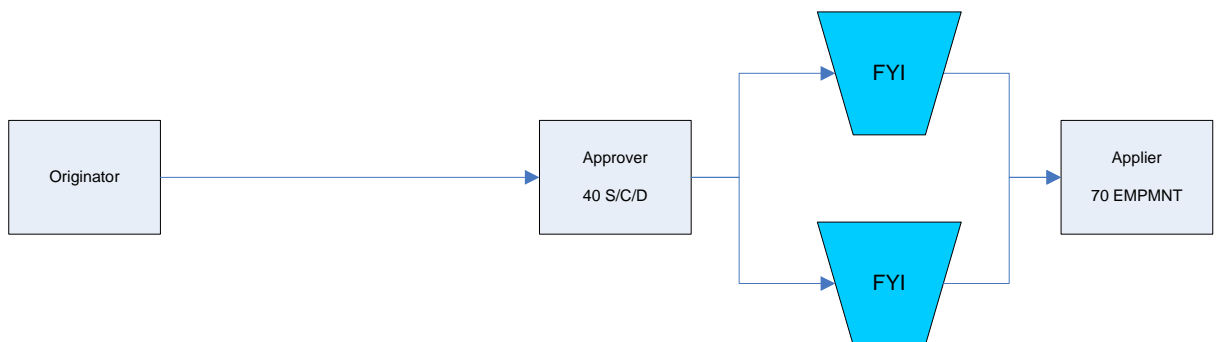 Originator
Approver
40 S/C/D
FYI
FYI
Applier
70 EMPMNT